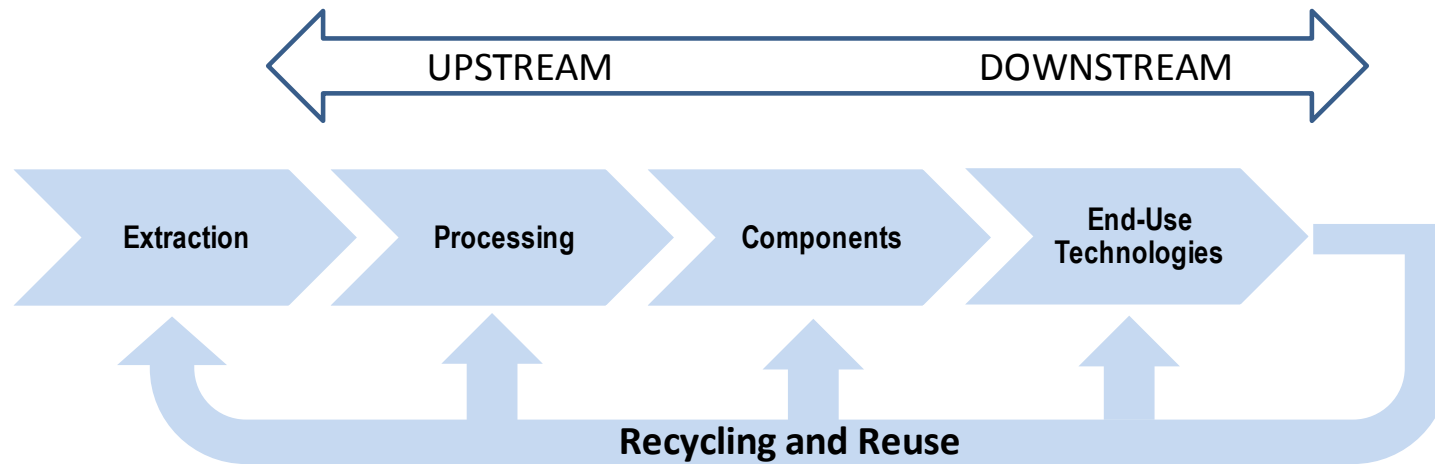 UPSTREAM DOWNSTREAM
Extraction Processing Components End-Use
Technologies
Recycling and Reuse